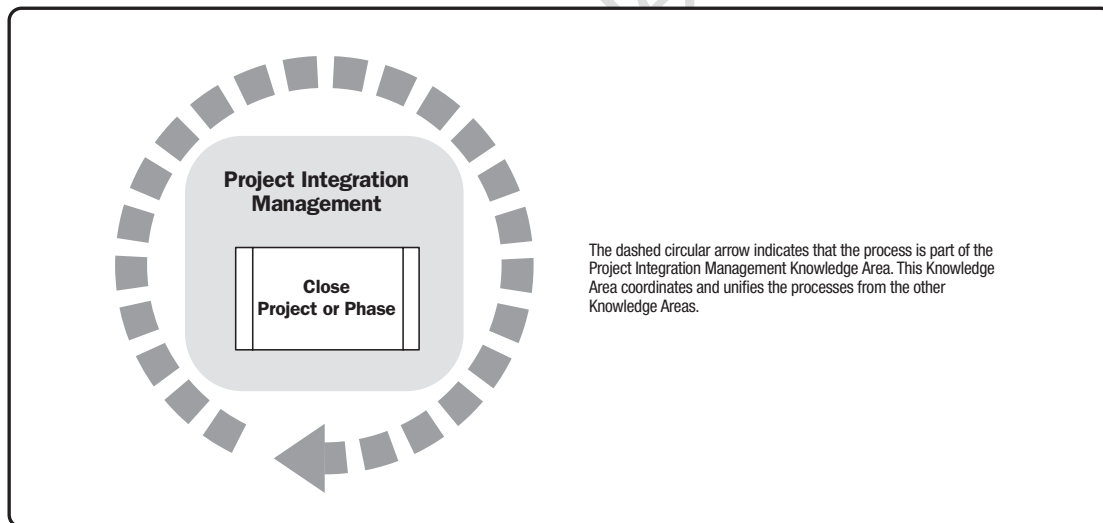 Project Integration
Management
Close
Project or Phase
The dashed circular arrow indicates that the process is part of the
Project Integration Management Knowledge Area. This Knowledge
Area coordinates and unifies the processes from the other
Knowledge Areas.